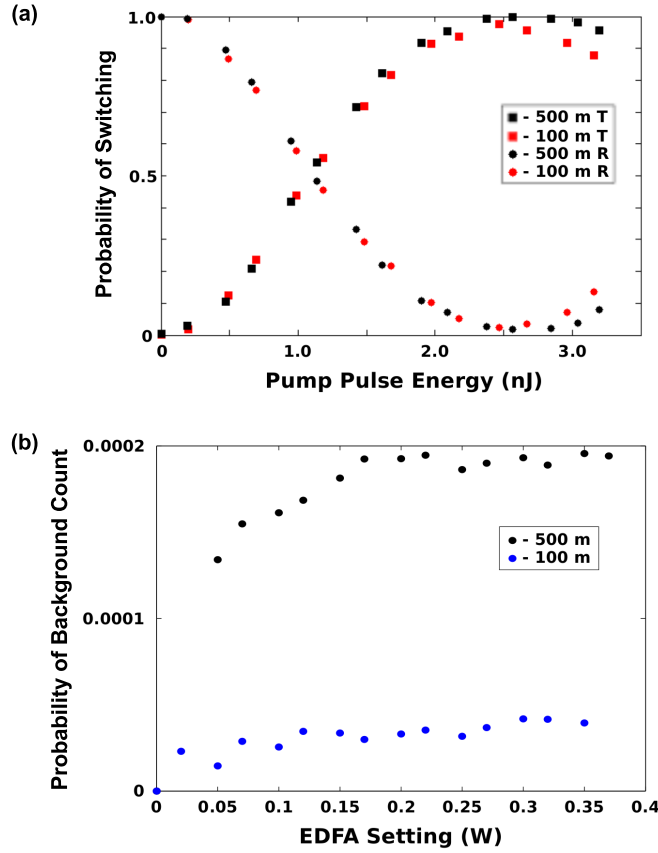 (a)
Probability of Switching
1.0
0.5
0
- 500 m T
- 100 m T
- 500 m R
- 100 m R
0 1.0 2.0 3.0
Pump Pulse Energy (nJ)
(b)
Probability of Background Count
0.0002
0.0001
0
- 500 m
- 100 m
0 0.05 0.1 0.15 0.2 0.25 0.3 0.35 0.4
EDFA Setting (W)